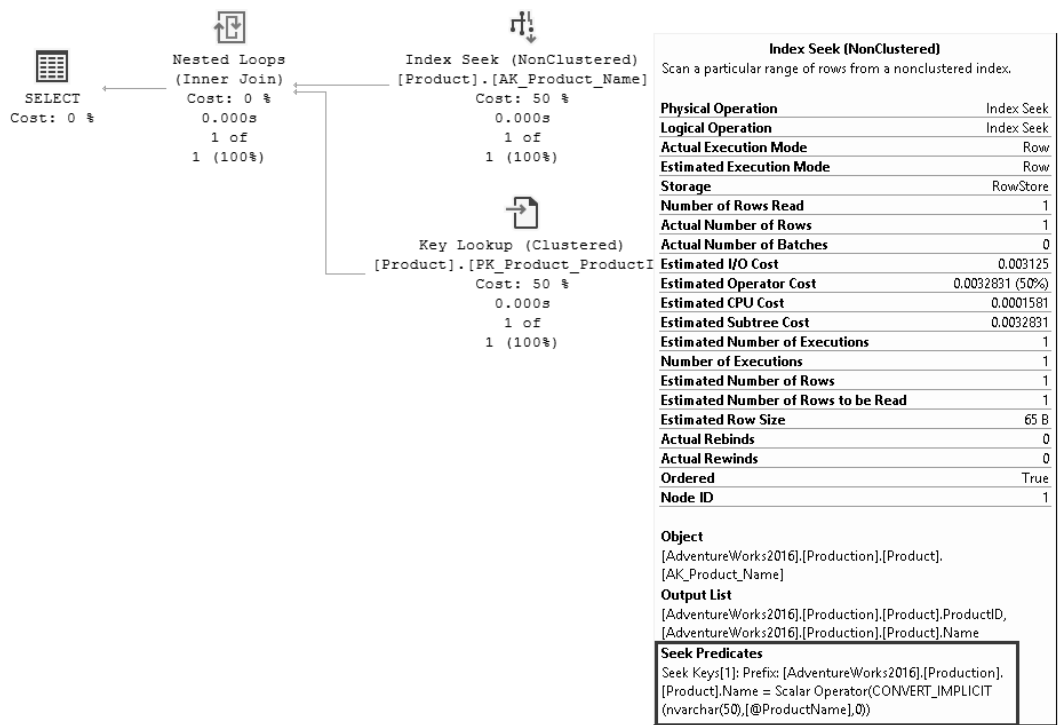 SELECT
Cost: 0 %
Nested Loops
(Inner Join)
Cost: 0 %
0.000s
1 of
1 (100%)
Index Seek (NonClustered)
[Product].[AK_Product_Name]
Cost: 50 %
0.000s
1 of
1 (100%)
Key Lookup (Clustered)
[Product].[PK_Product_ProductI
Cost: 50 %
0.000s
1 of
1 (100%)
Index Seek (NonClustered)
Scan a particular range of rows from a nonclustered index.
Physical Operation Index Seek
Logical Operation Index Seek
Actual Execution Mode Row
Estimated Execution Mode Row
Storage RowStore
Number of Rows Read 1
Actual Number of Rows 1
Actual Number of Batches 0
Estimated I/O Cost 0.003125
Estimated Operator Cost 0.0032831 (50%)
Estimated CPU Cost 0.0001581
Estimated Subtree Cost 0.0032831
Estimated Number of Executions 1
Number of Executions 1
Estimated Number of Rows 1
Estimated Number of Rows to be Read 1
Estimated Row Size 65 B
Actual Rebinds 0
Actual Rewinds 0
Ordered True
Node ID 1
Object
[AdventureWorks2016].[Production].[Product].
[AK_Product_Name]
Output List
[AdventureWorks2016].[Production].[Product].ProductID,
[AdventureWorks2016].[Production].[Product].Name
Seek Predicates
Seek Keys[1]: Prefix: [AdventureWorks2016].[Production].
[Product].Name = Scalar Operator(CONVERT_IMPLICIT
(nvarchar(50),[@ProductName],0))